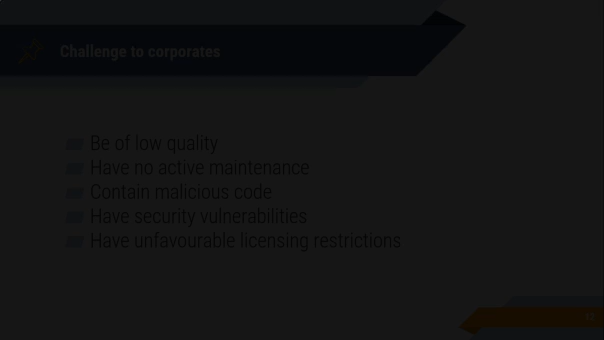 Challenge to corporates
Be of low quality
Have no active maintenance
Contain malicious code
Have security vulnerabilities
Have unfavourable licensing restrictions